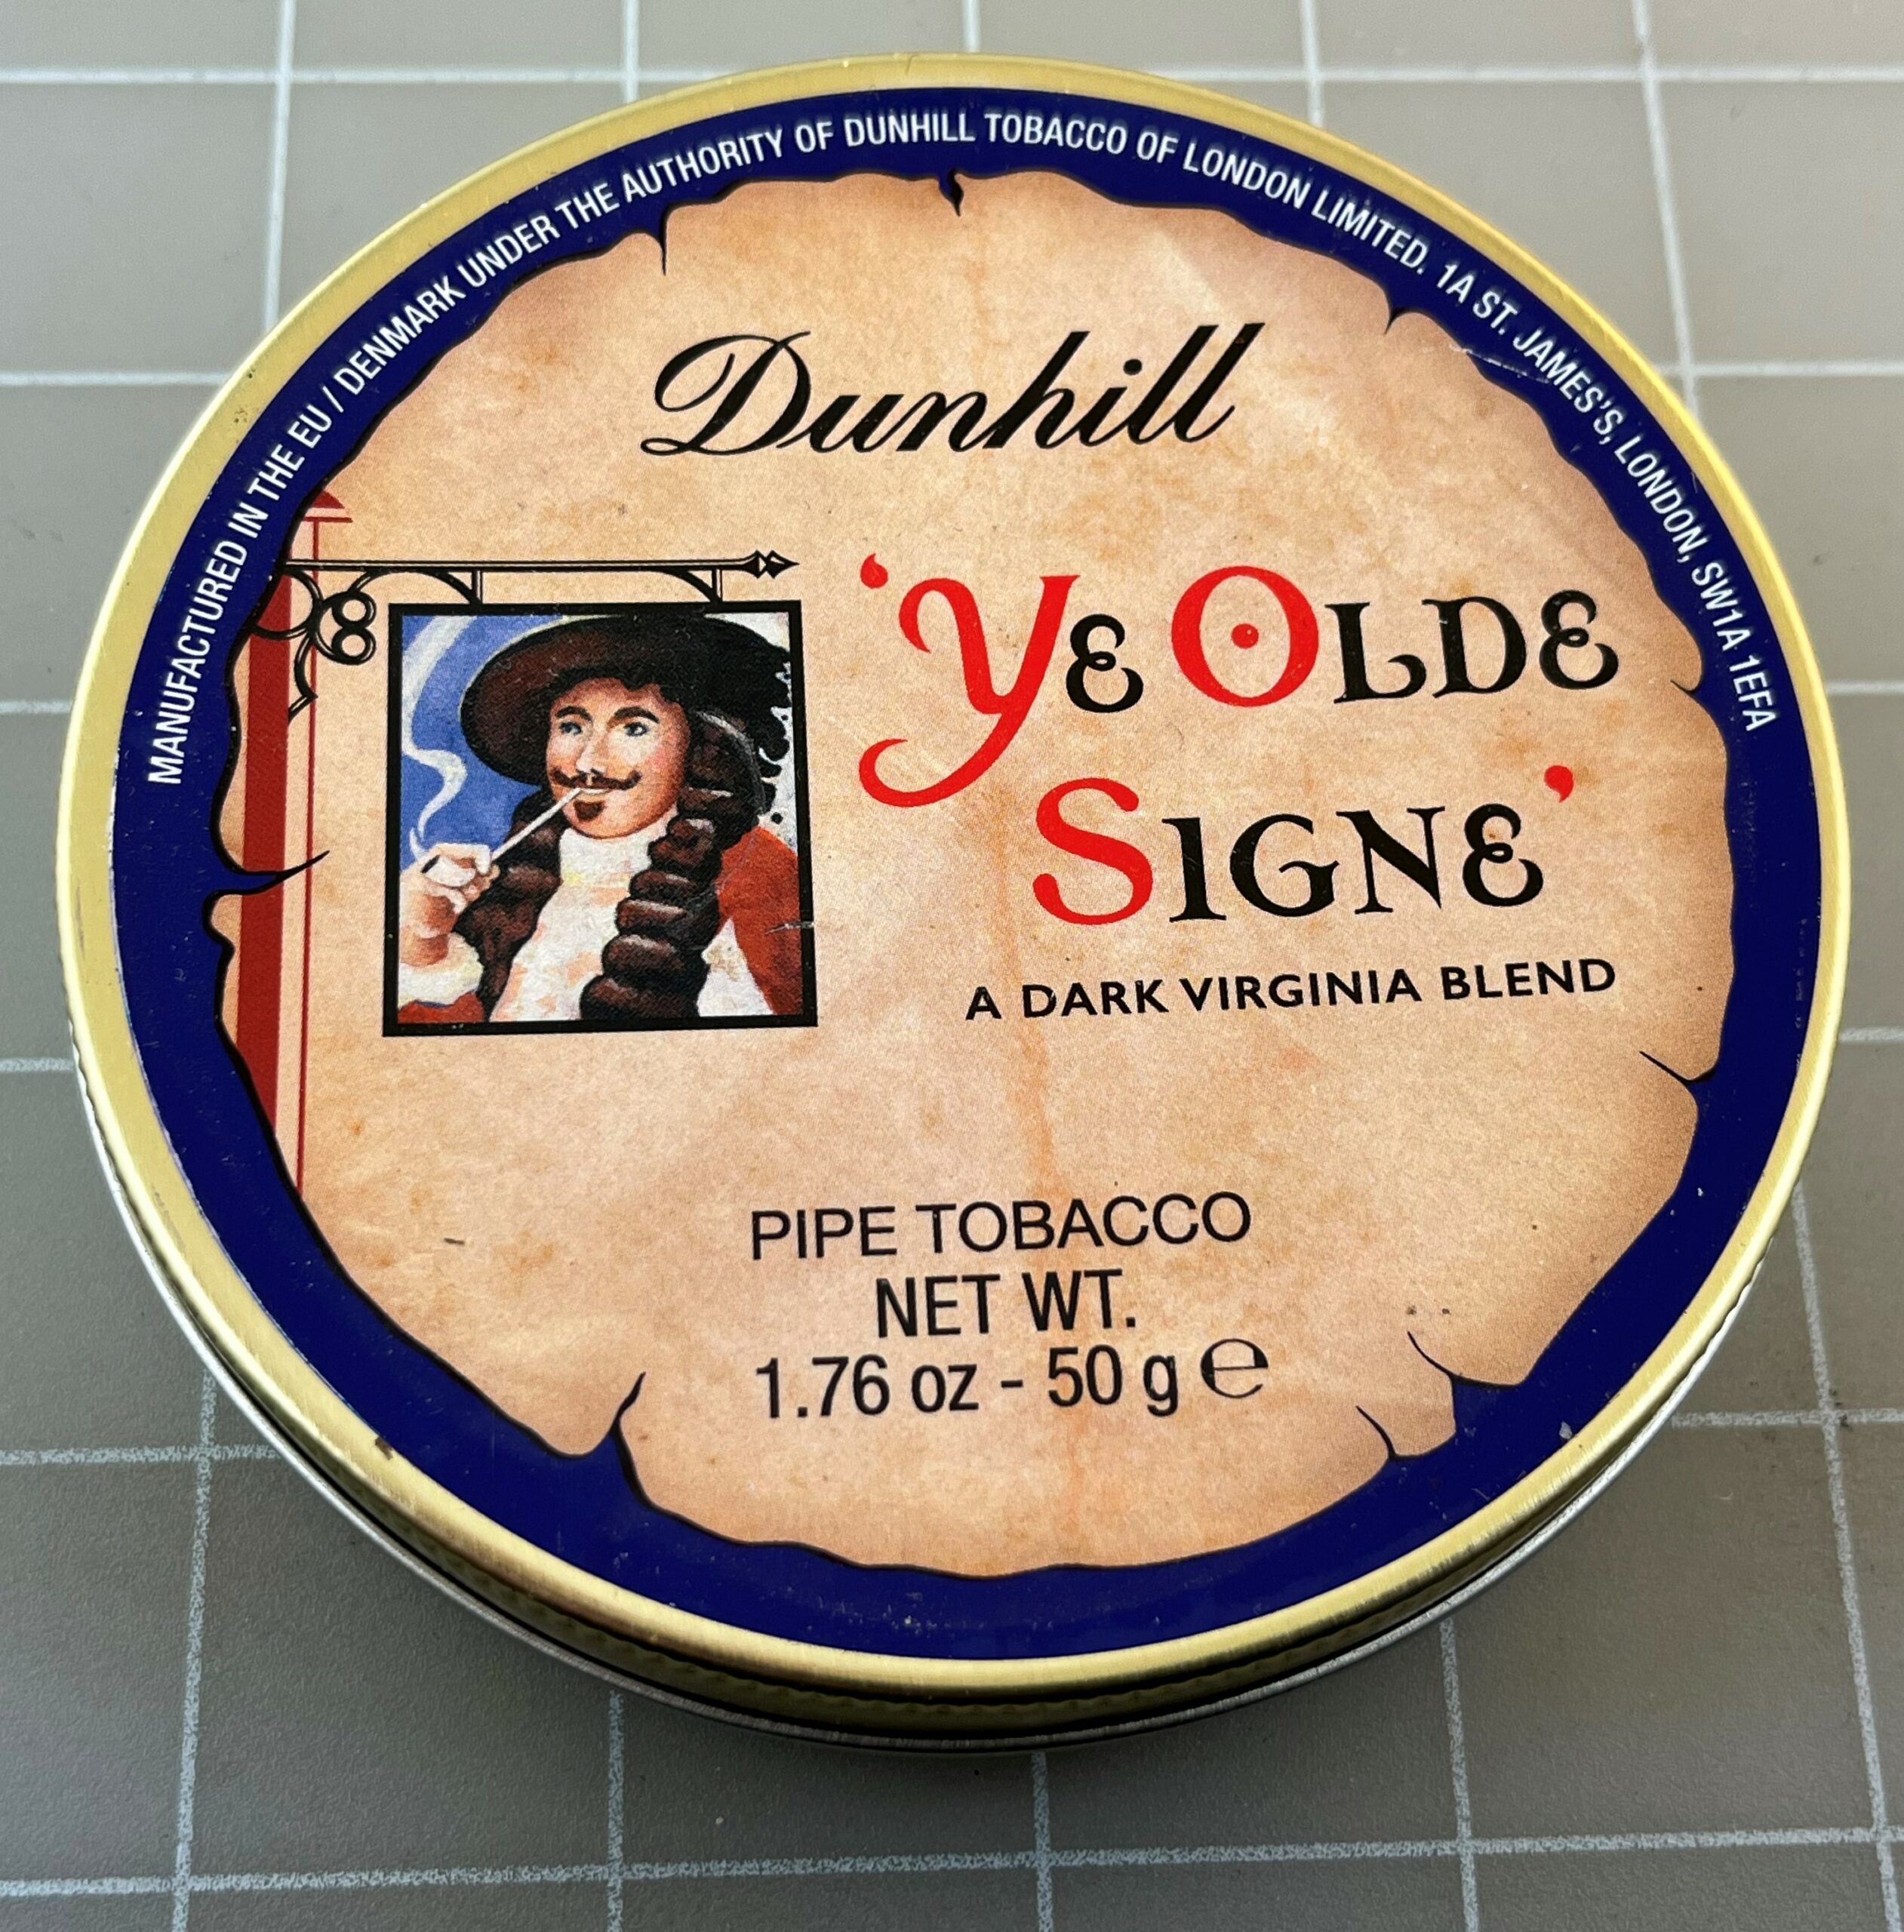 MANUFACTURED IN THE EU / DENMARK UNDER THE AUTHORITY OF DUNHILL TOBACCO OF LONDON LIMITED. 1A ST. JAMES'S, LONDON, SW1A 1EFA
Dunhill
‘YE OLDE
SIGNE’
A DARK VIRGINIA BLEND
PIPE TOBACCO
NET WT.
1.76 oz - 50 g ℮